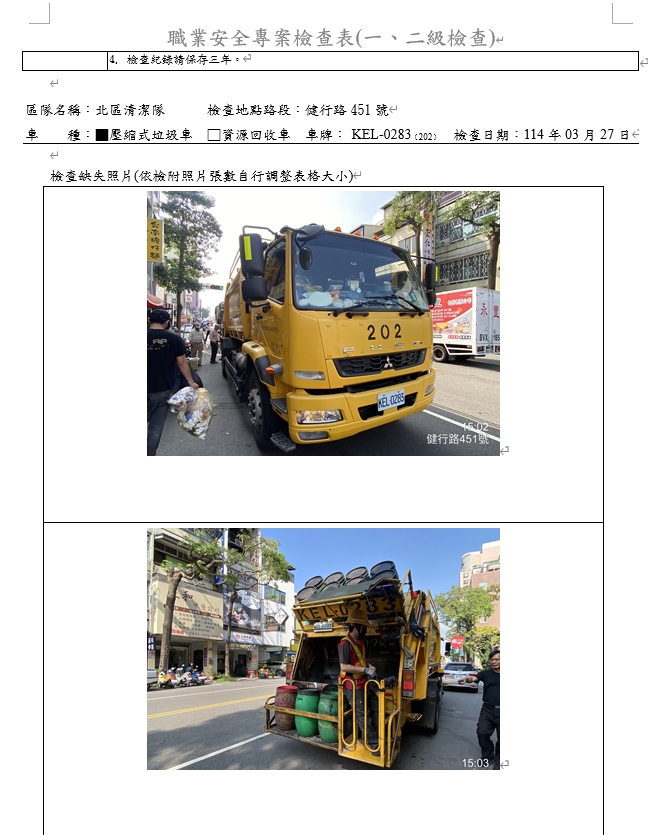 職業安全專案檢查表(一、二級檢查)
4. 檢查紀錄請保存三年。
區隊名稱：北區清潔隊 檢查地點路段：健行路 451 號
車 種：■壓縮式垃圾車 □資源回收車 車牌： KEL-0283 (202) 檢查日期：114 年 03 月 27 日
檢查缺失照片(依檢附照片張數自行調整表格大小)
202
KEL-0283
15:02
健行路451號
永豐
KEL-0283
15:03